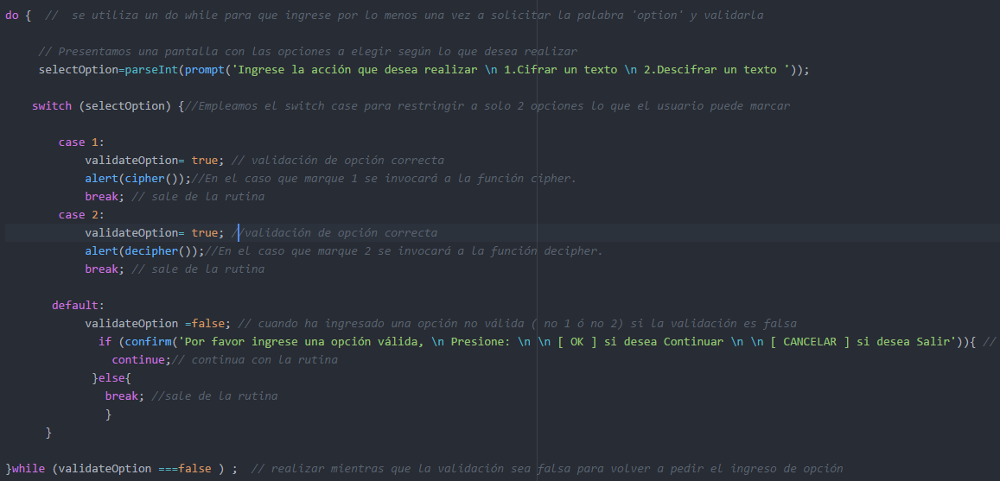 do {  //  se utiliza un do while para que ingrese por lo menos una vez a solicitar la palabra 'option' y validarla
// Presentamos una pantalla con las opciones a elegir según lo que desea realizar
selectOption=parseInt(prompt('Ingrese la acción que desea realizar \n 1.Cifrar un texto \n 2.Descifrar un texto '));
switch (selectOption) {//Empleamos el switch case para restringir a solo 2 opciones lo que el usuario puede marcar
case 1:
validateOption= true; // validación de opción correcta
alert(cipher());//En el caso que marque 1 se invocará a la función cipher.
break; // sale de la rutina
case 2:
validateOption= true; //validación de opción correcta
alert(decipher());//En el caso que marque 2 se invocará a la función decipher.
break; // sale de la rutina
default:
validateOption =false; // cuando ha ingresado una opción no válida ( no 1 ó no 2) si la validación es falsa
if (confirm('Por favor ingrese una opción válida, \n Presione: \n \n [ OK ] si desea Continuar \n \n [ CANCELAR ] si desea Salir')){ //
continue;// continua con la rutina
}else{
break; //sale de la rutina
}
}
}while (validateOption ===false ) ;  // realizar mientras que la validación sea falsa para volver a pedir el ingreso de opción